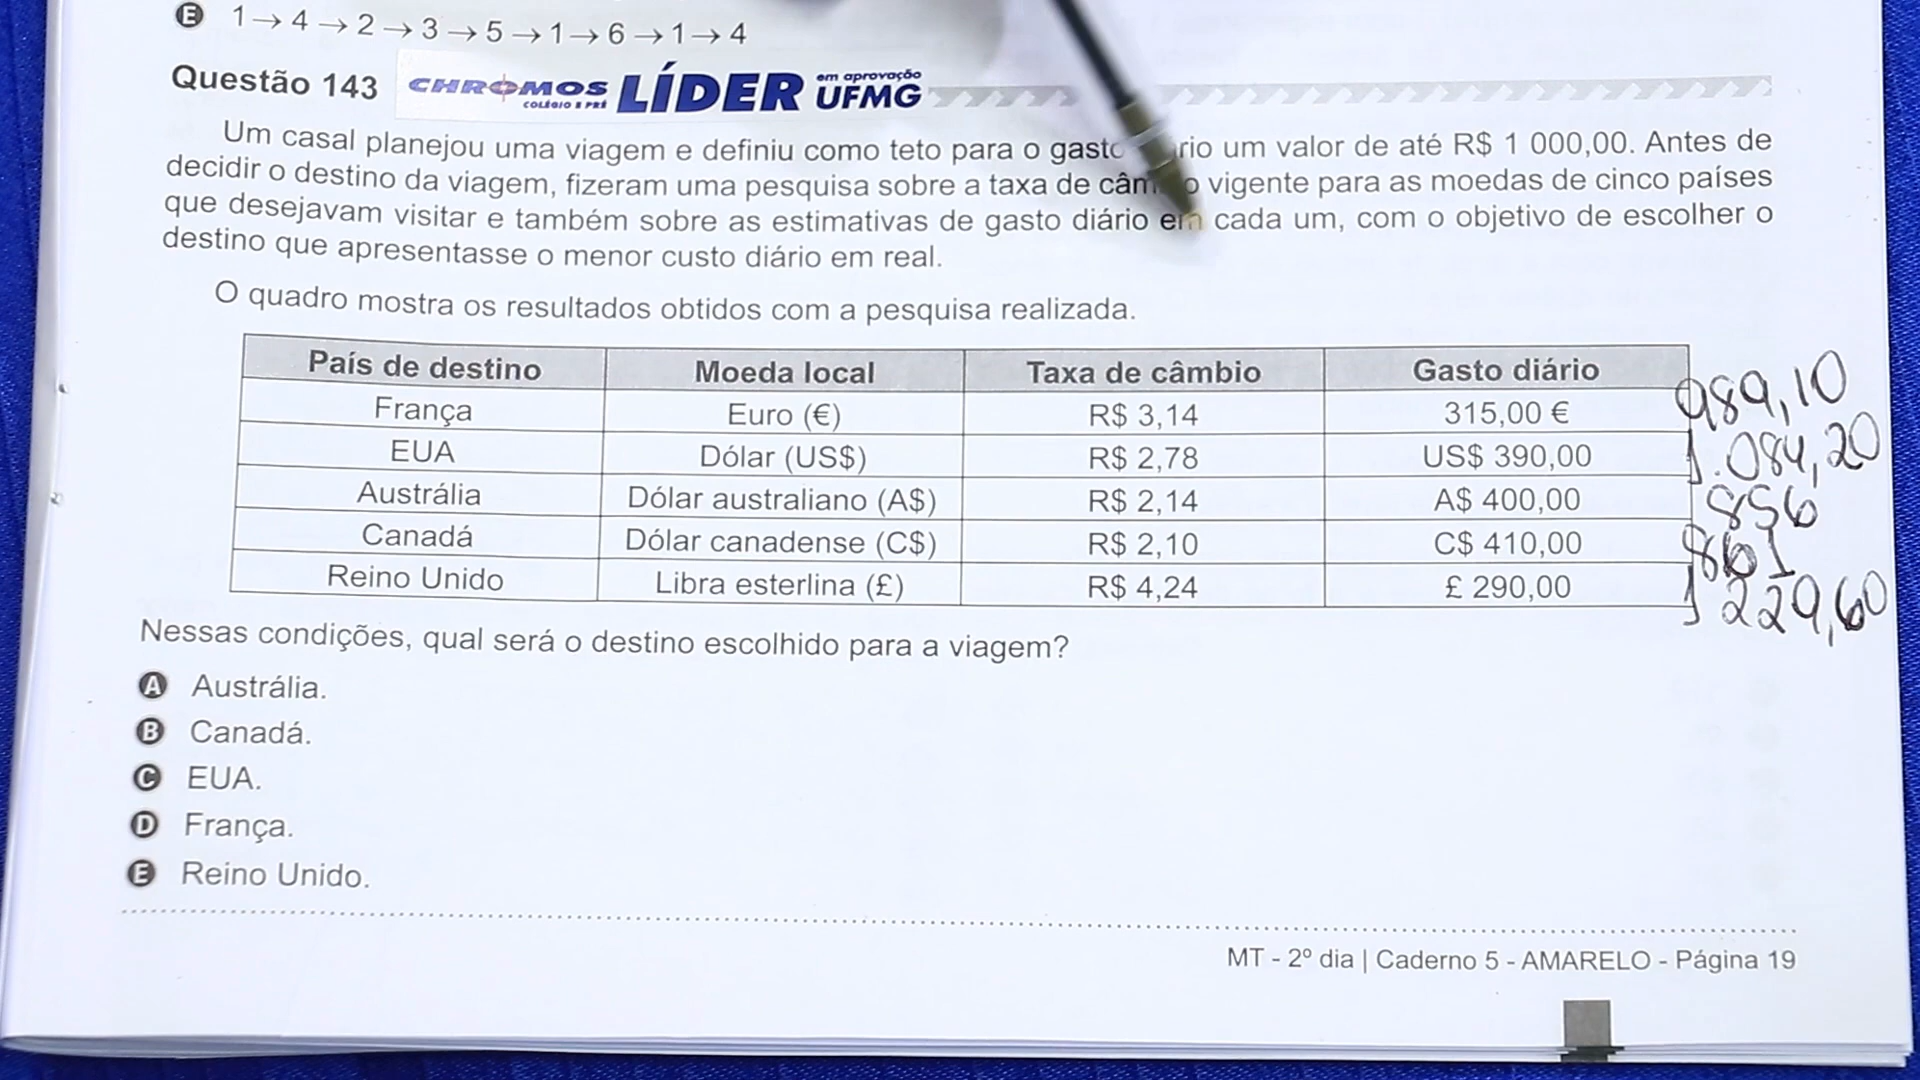 E 1→4→2→3→5→1→6→1→4
Questão 143 CHROMOS COLÉGIO E PRÉ LÍDER em aprovação UFMG
Um casal planejou uma viagem e definiu como teto para o gasto rio um valor de até R$ 1 000,00. Antes de
decidir o destino da viagem, fizeram uma pesquisa sobre a taxa de câm o vigente para as moedas de cinco países
que desejavam visitar e também sobre as estimativas de gasto diário em cada um, com o objetivo de escolher o
destino que apresentasse o menor custo diário em real.
O quadro mostra os resultados obtidos com a pesquisa realizada.
País de destino Moeda local Taxa de câmbio Gasto diário
França Euro (€) R$ 3,14 315,00 € 989,10
EUA Dólar (US$) R$ 2,78 US$ 390,00 1.084,20
Austrália Dólar australiano (A$) R$ 2,14 A$ 400,00 856
Canadá Dólar canadense (C$) R$ 2,10 C$ 410,00 861
Reino Unido Libra esterlina (£) R$ 4,24 £ 290,00 1229,60
Nessas condições, qual será o destino escolhido para a viagem?
A Austrália.
B Canadá.
C EUA.
D França.
E Reino Unido.
MT - 2º dia | Caderno 5 - AMARELO - Página 19